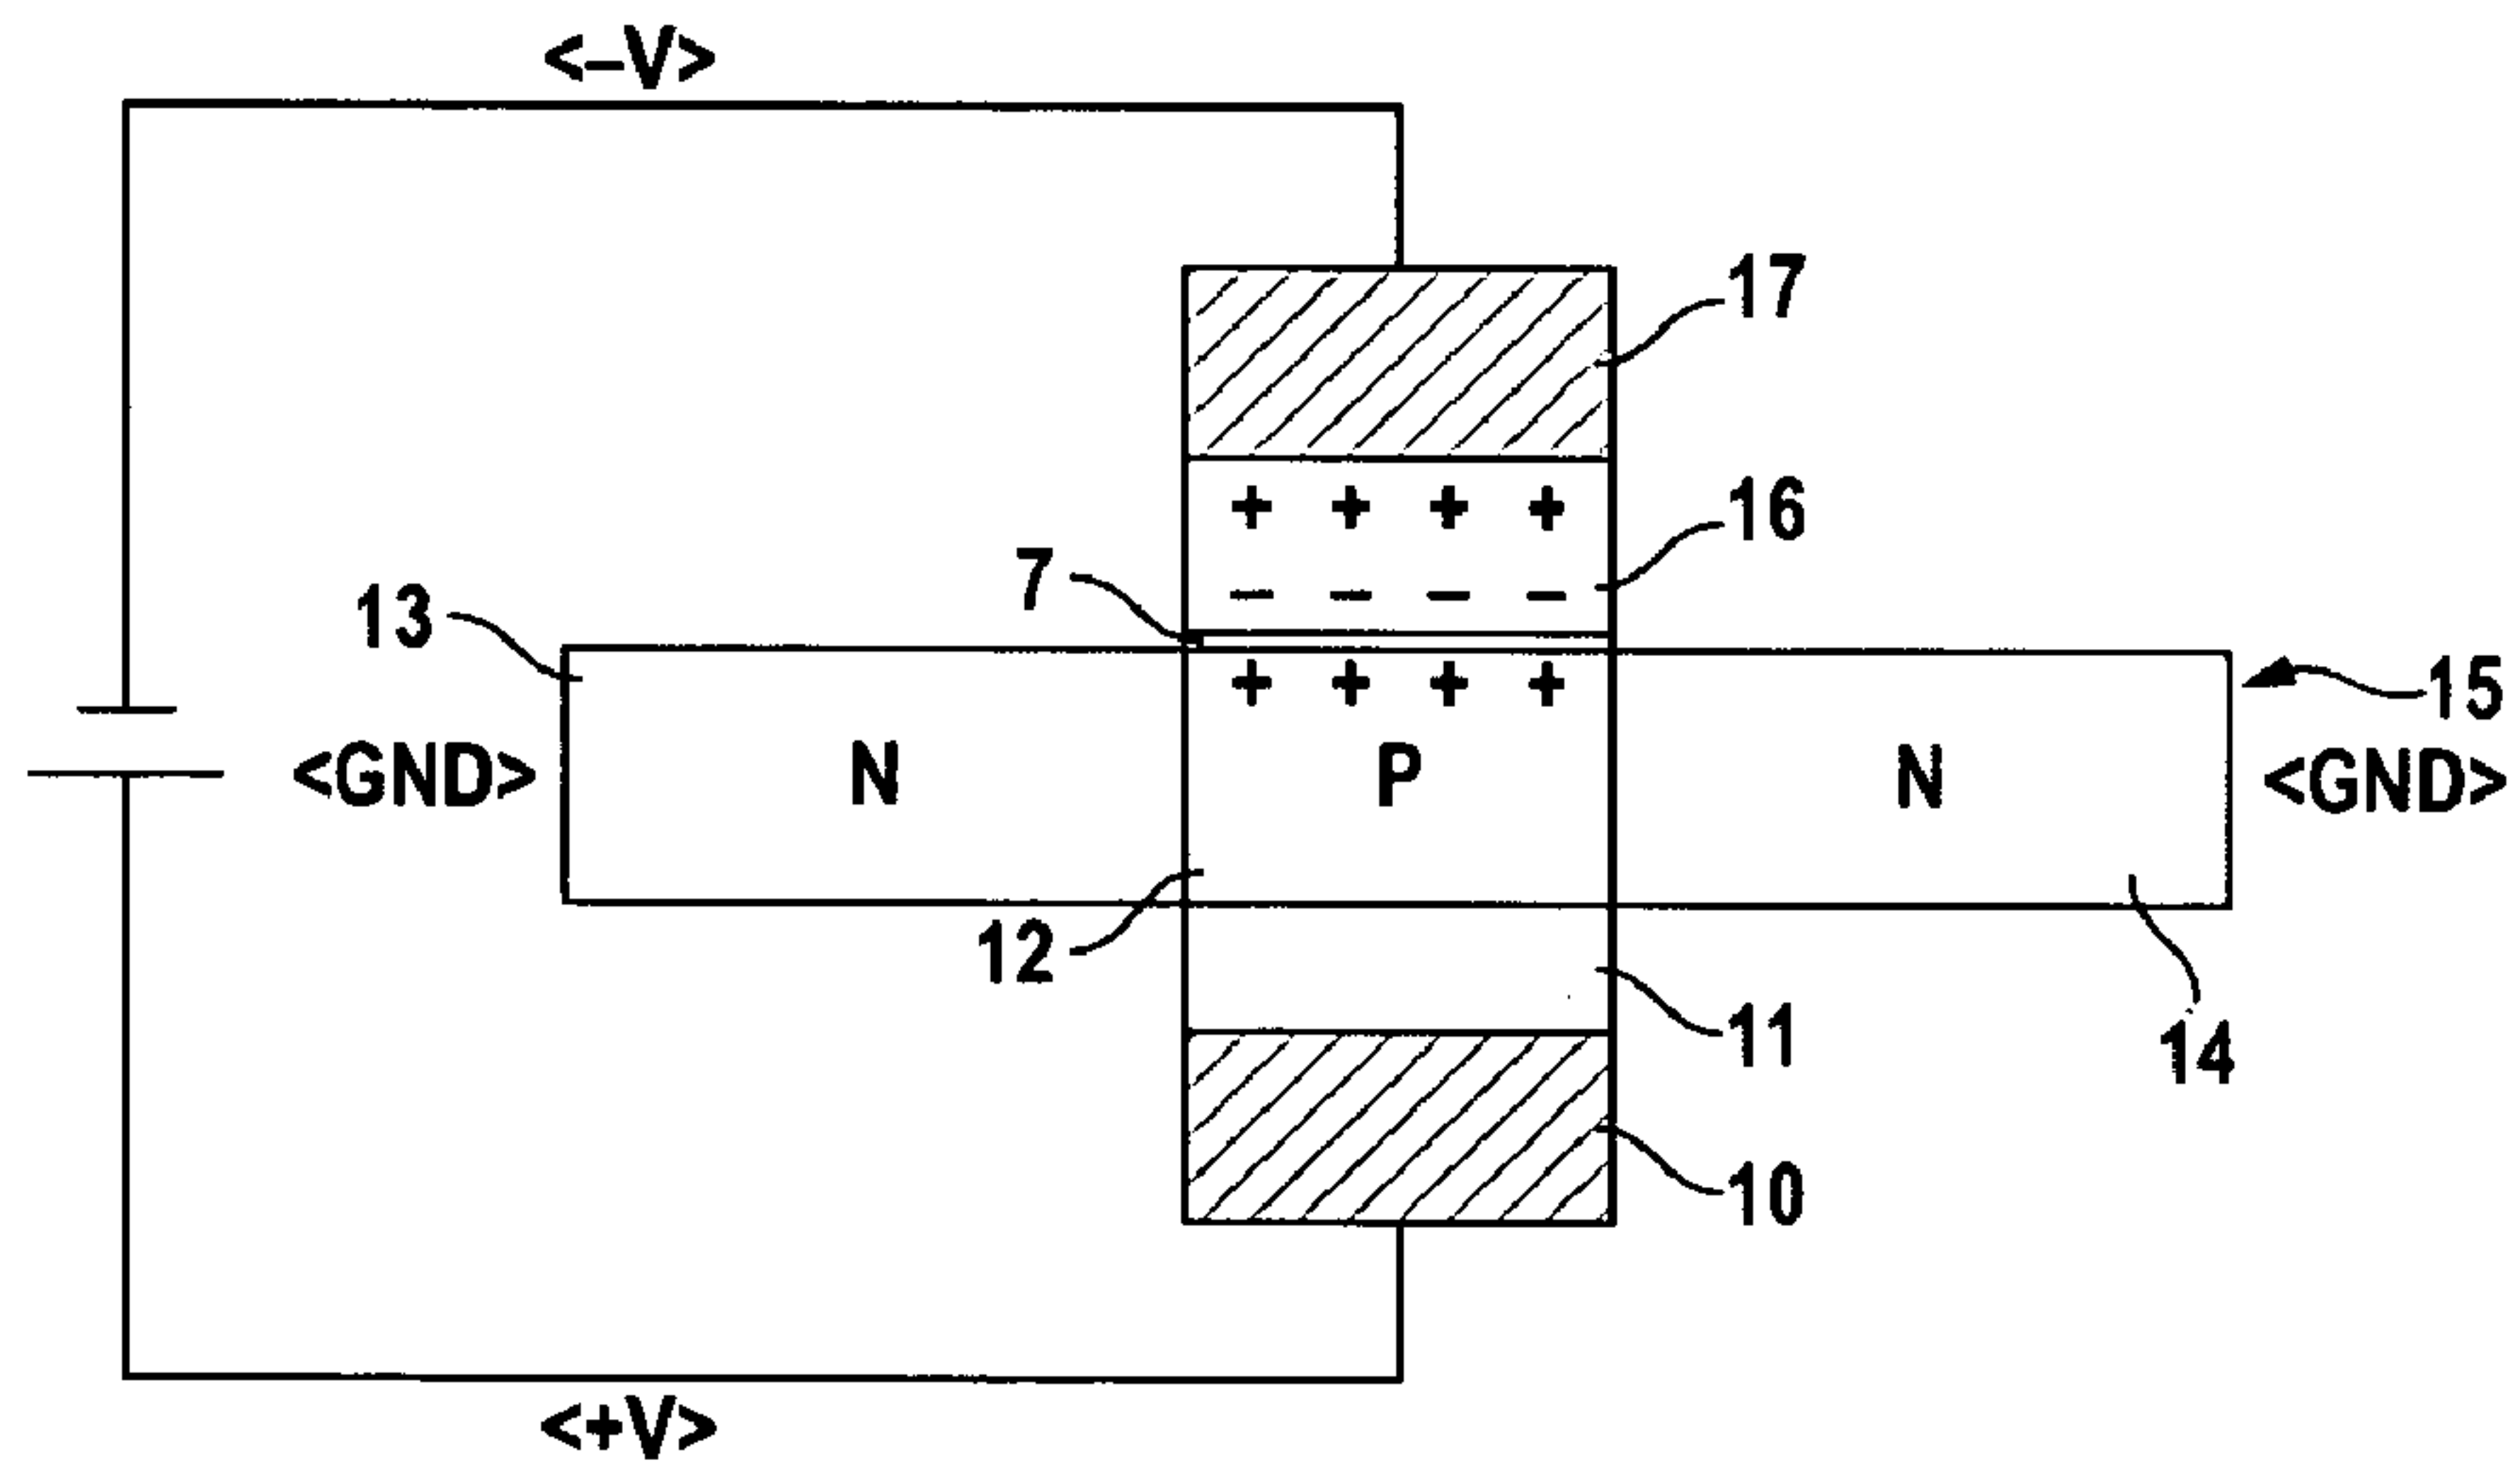 <–V>
17
+ + + +
16
7
– – – –
13
+ + + +
15
<GND> N P N <GND>
12
11
14
10
<+V>